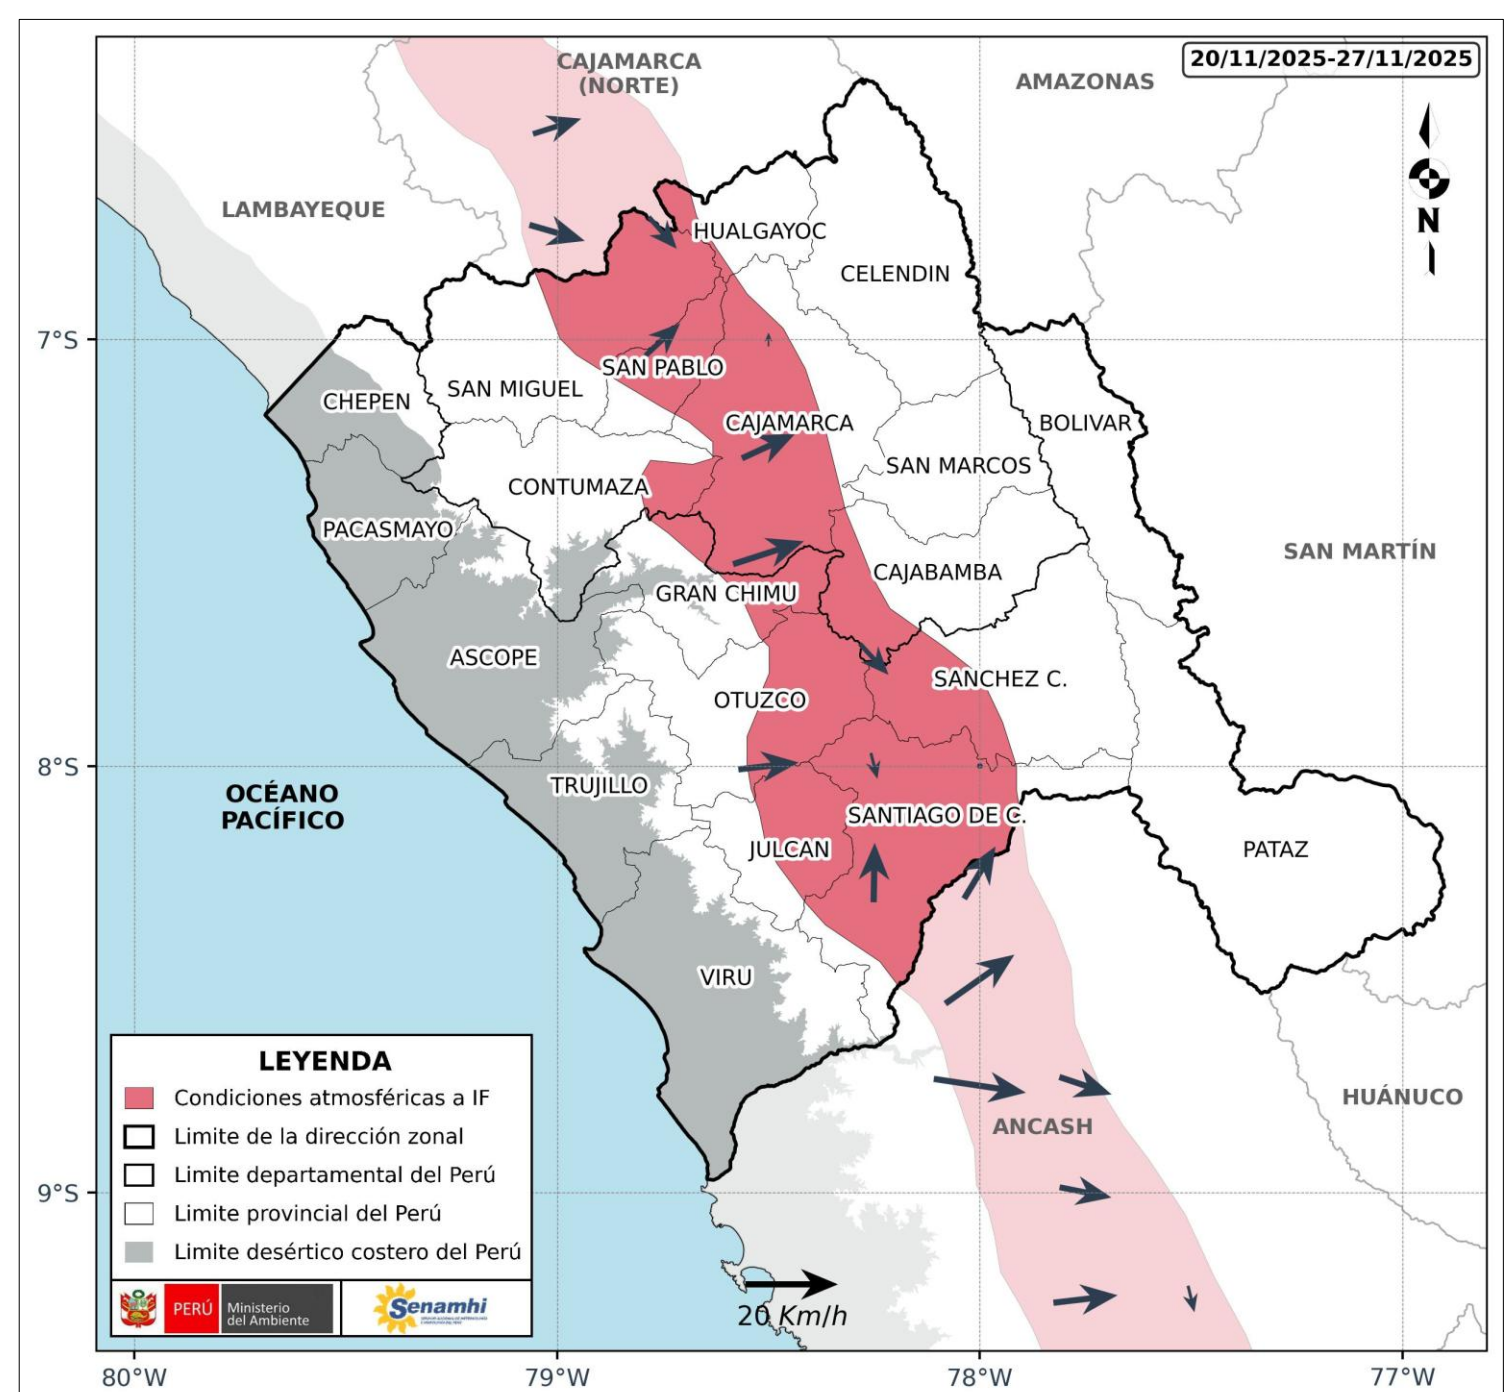 20/11/2025-27/11/2025
CAJAMARCA
(NORTE)
AMAZONAS
LAMBAYEQUE
N
HUALGAYOC
CELENDIN
7°S
SAN PABLO
SAN MIGUEL
CHEPEN
CAJAMARCA
BOLIVAR
SAN MARCOS
CONTUMAZA
PACASMAYO
SAN MARTÍN
CAJABAMBA
GRAN CHIMU
ASCOPE
SANCHEZ C.
OTUZCO
8°S
OCÉANO
PACÍFICO
TRUJILLO
SANTIAGO DE C.
JULCAN
PATAZ
VIRU
LEYENDA
Condiciones atmosféricas a IF
Limite de la dirección zonal
Limite departamental del Perú
Limite provincial del Perú
Limite desértico costero del Perú
PERÚ
Ministerio
del Ambiente
Senamhi
HUÁNUCO
ANCASH
9°S
20 Km/h
80°W
79°W
78°W
77°W